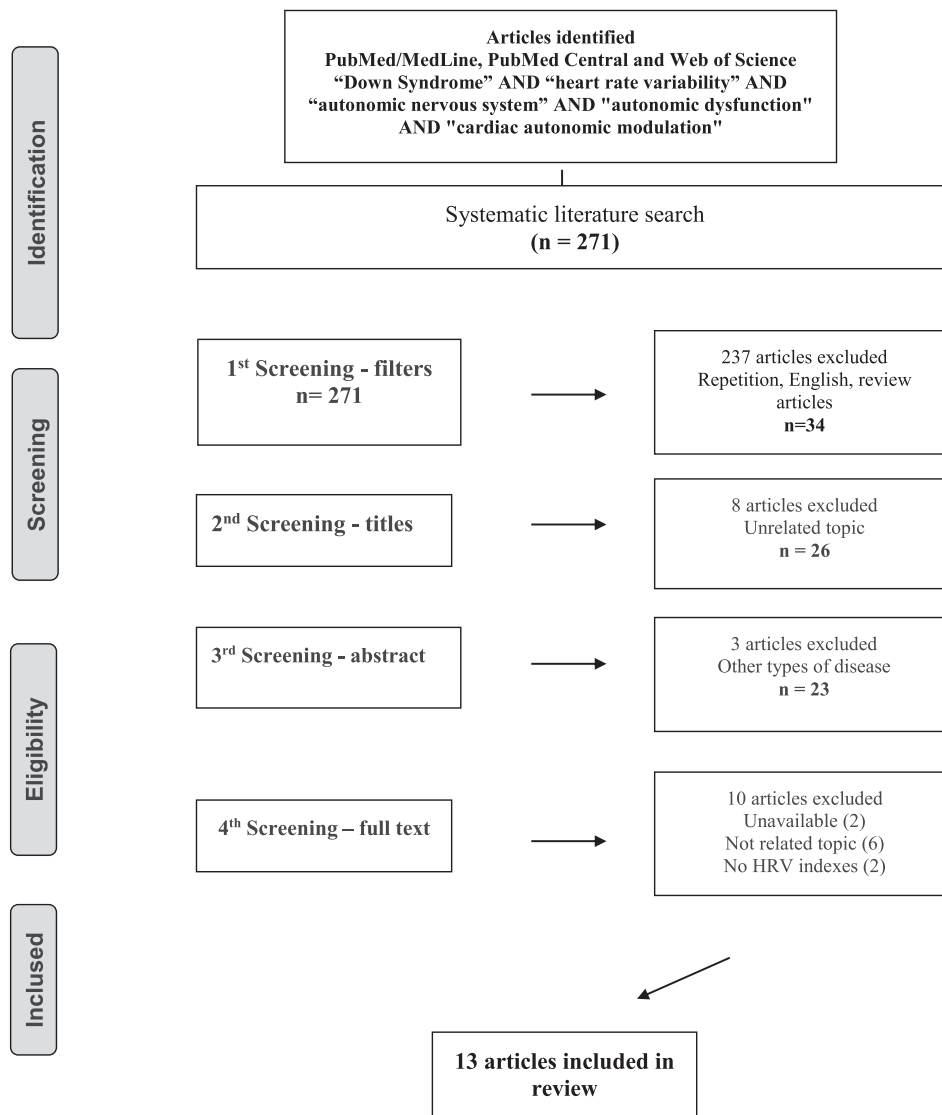 Articles identified
PubMed/MedLine, PubMed Central and Web of Science
“Down Syndrome” AND “heart rate variability” AND
“autonomic nervous system” AND "autonomic dysfunction"
AND "cardiac autonomic modulation"
Identification
Systematic literature search
(n = 271)
Screening
1st Screening - filters
n= 271
237 articles excluded
Repetition, English, review
articles
n=34
2nd Screening - titles
8 articles excluded
Unrelated topic
n = 26
Eligibility
3rd Screening - abstract
3 articles excluded
Other types of disease
n = 23
4th Screening – full text
10 articles excluded
Unavailable (2)
Not related topic (6)
No HRV indexes (2)
Inclused
13 articles included in
review